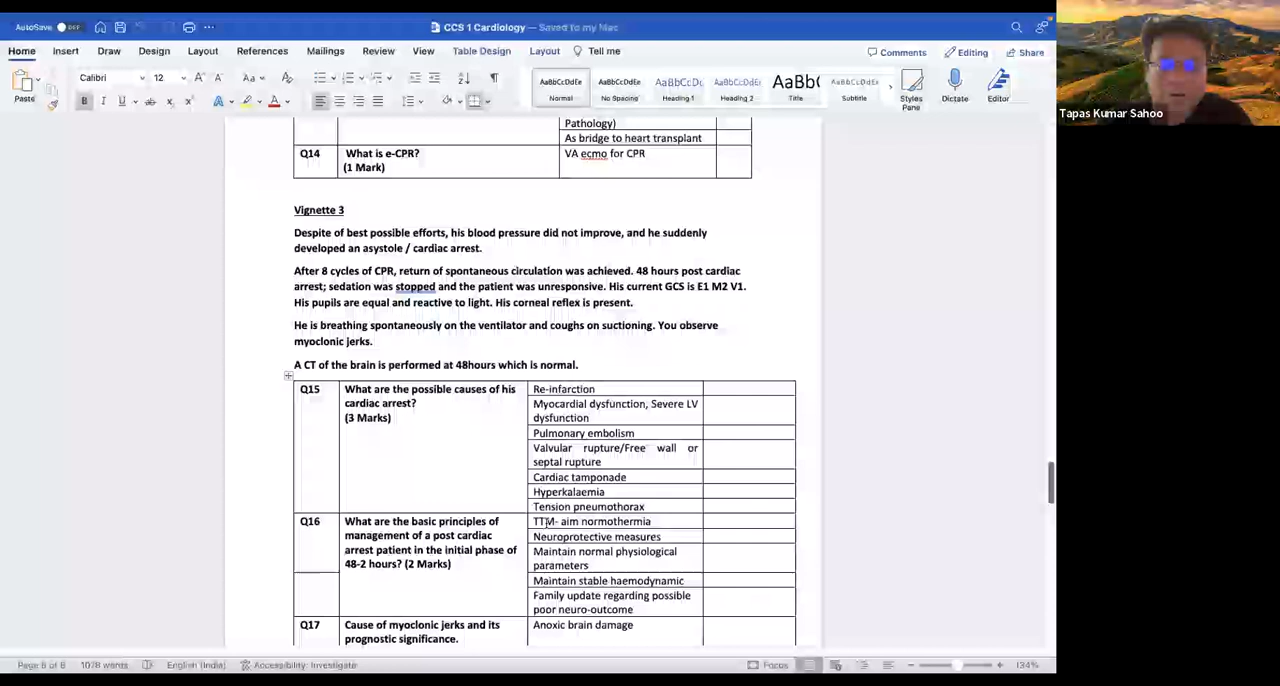 AutoSave OFF
CCS 1 Cardiology — Saved to my Mac
Home Insert Draw Design Layout References Mailings Review View Table Design Layout Tell me
Comments Editing Share
Paste
Calibri 12
AaBbCcDdEe Normal
AaBbCcDdEe No Spacing
AaBbCcDc Heading 1
AaBbCcDdEe Heading 2
AaBb( Title
AaBbCcDdEe Subtitle
Styles Pane
Dictate
Editor
Tapas Kumar Sahoo
Pathology)
As bridge to heart transplant
Q14 What is e-CPR? VA ecmo for CPR
(1 Mark)
Vignette 3
Despite of best possible efforts, his blood pressure did not improve, and he suddenly
developed an asystole / cardiac arrest.
After 8 cycles of CPR, return of spontaneous circulation was achieved. 48 hours post cardiac
arrest; sedation was stopped and the patient was unresponsive. His current GCS is E1 M2 V1.
His pupils are equal and reactive to light. His corneal reflex is present.
He is breathing spontaneously on the ventilator and coughs on suctioning. You observe
myoclonic jerks.
A CT of the brain is performed at 48hours which is normal.
Q15 What are the possible causes of his
cardiac arrest?
(3 Marks)
Re-infarction
Myocardial dysfunction, Severe LV
dysfunction
Pulmonary embolism
Valvular rupture/Free wall or
septal rupture
Cardiac tamponade
Hyperkalaemia
Tension pneumothorax
Q16 What are the basic principles of
management of a post cardiac
arrest patient in the initial phase of
48-2 hours? (2 Marks)
TTM- aim normothermia
Neuroprotective measures
Maintain normal physiological
parameters
Maintain stable haemodynamic
Family update regarding possible
poor neuro-outcome
Q17 Cause of myoclonic jerks and its
prognostic significance.
Anoxic brain damage
Page 6 of 8 1078 words English (India) Accessibility: Investigate Focus 134%